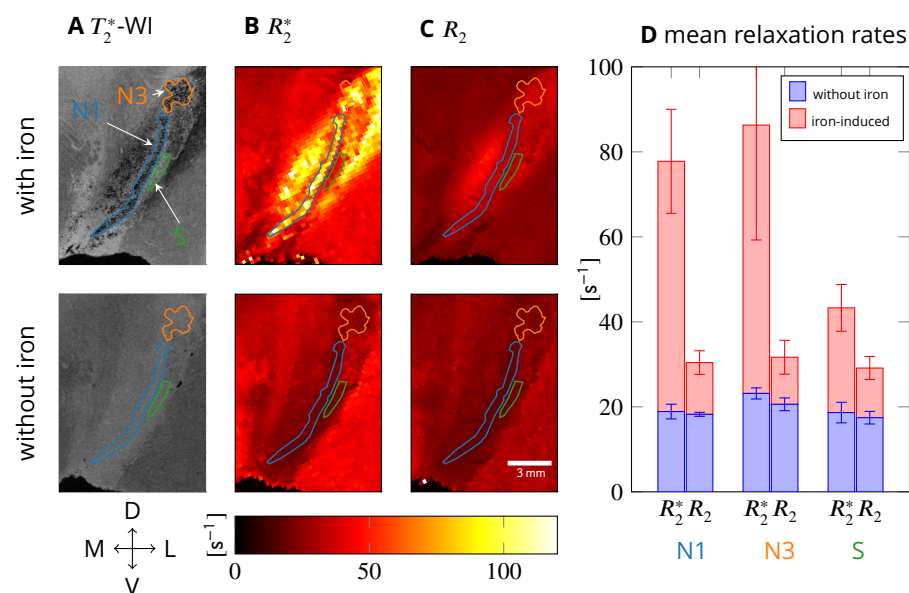 A T₂*-WI
B R₂*
C R₂
D mean relaxation rates
with iron
N3
N1
S
without iron
3 mm
D
M L
V
[s⁻¹]
0 50 100
[s⁻¹]
100
80
60
40
20
0
without iron
iron-induced
R₂* R₂ R₂* R₂ R₂* R₂
N1 N3 S